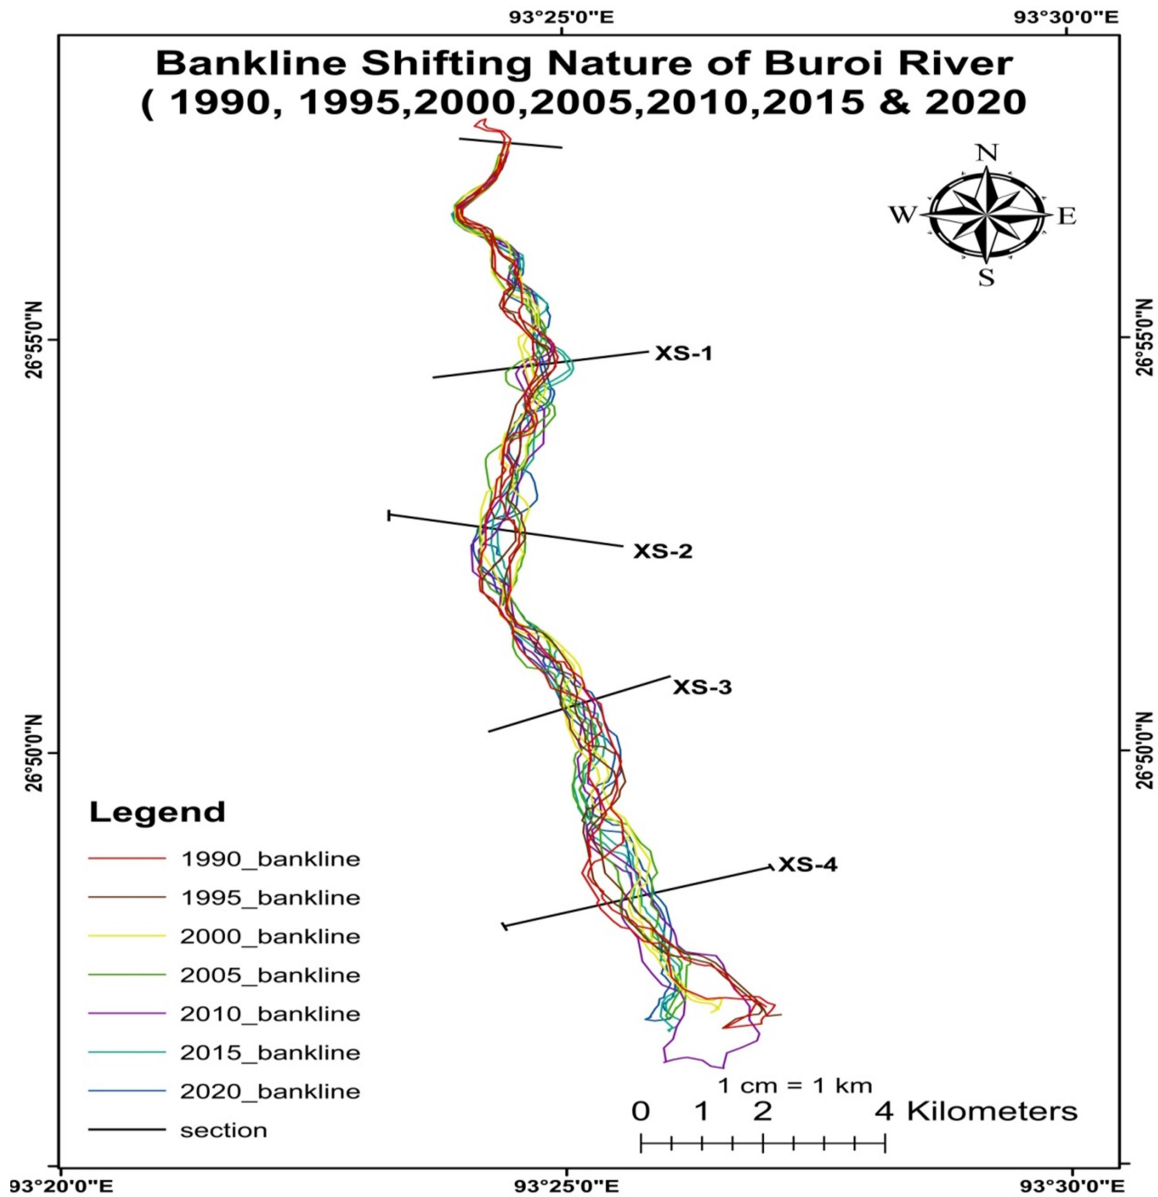 93°25'0"E 93°30'0"E
Bankline Shifting Nature of Buroi River
( 1990, 1995,2000,2005,2010,2015 & 2020
N
W E
S
26°55'0"N 26°55'0"N
XS-1
XS-2
XS-3
26°50'0"N 26°50'0"N
Legend
XS-4
1990_bankline
1995_bankline
2000_bankline
2005_bankline
2010_bankline
2015_bankline
2020_bankline
section
1 cm = 1 km
0 1 2 4 Kilometers
93°20'0"E 93°25'0"E 93°30'0"E